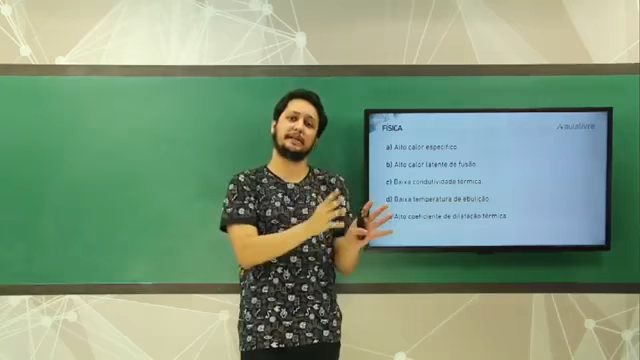 FÍSICA
aulalivre
a) Alto calor específico.
b) Alto calor latente de fusão.
c) Baixa condutividade térmica.
d) Baixa temperatura de ebulição.
Alto coeficiente de dilatação térmica.